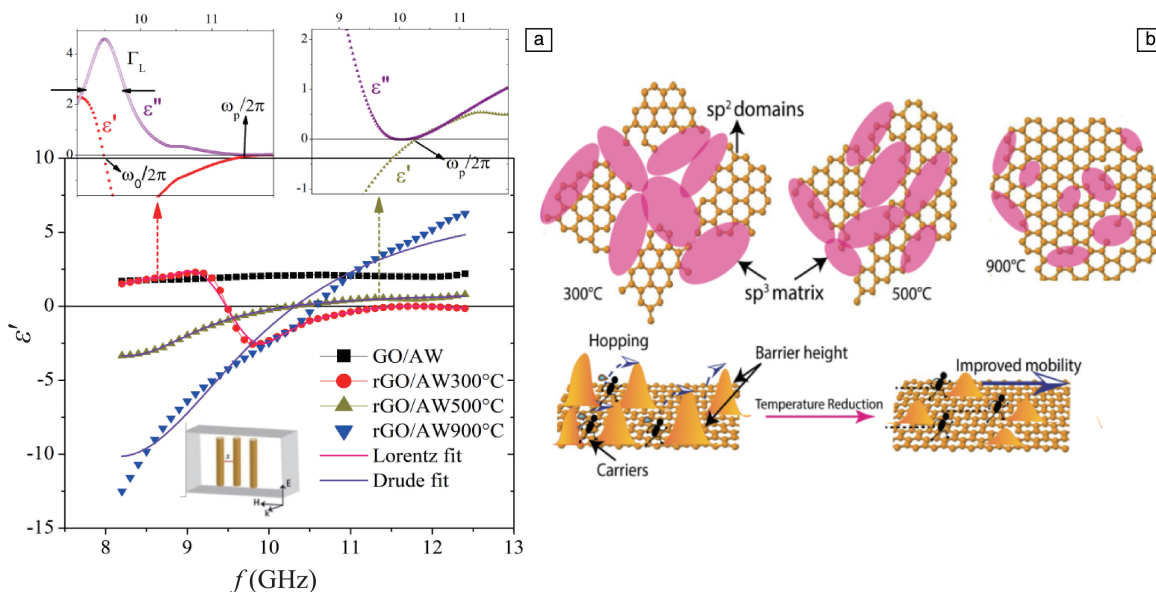 10 11
4
2
0
Γ_L
ε''
ε'
ω_0/2π
ω_p/2π
9 10 11 12
2
1
0
-1
ε''
ε'
ω_p/2π
a
10
5
0
-5
-10
-15
ε'
GO/AW
rGO/AW300°C
rGO/AW500°C
rGO/AW900°C
Lorentz fit
Drude fit
E
H
K
8 9 10 11 12 13
f (GHz)
b
sp² domains
sp³ matrix
300°C
500°C
900°C
Hopping
Barrier height
Carriers
Temperature Reduction
Improved mobility